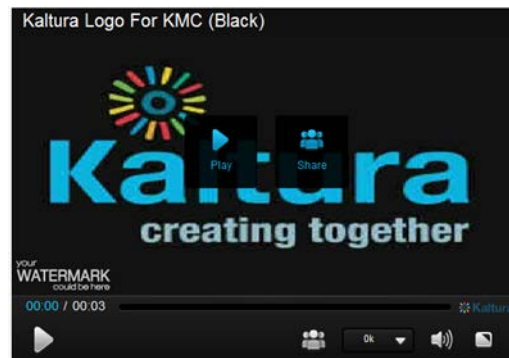 Kaltura Logo For KMC (Black)
Play
Share
Kaltura
creating together
your
WATERMARK
could be here
00:00 / 00:03
Kaltura
0k